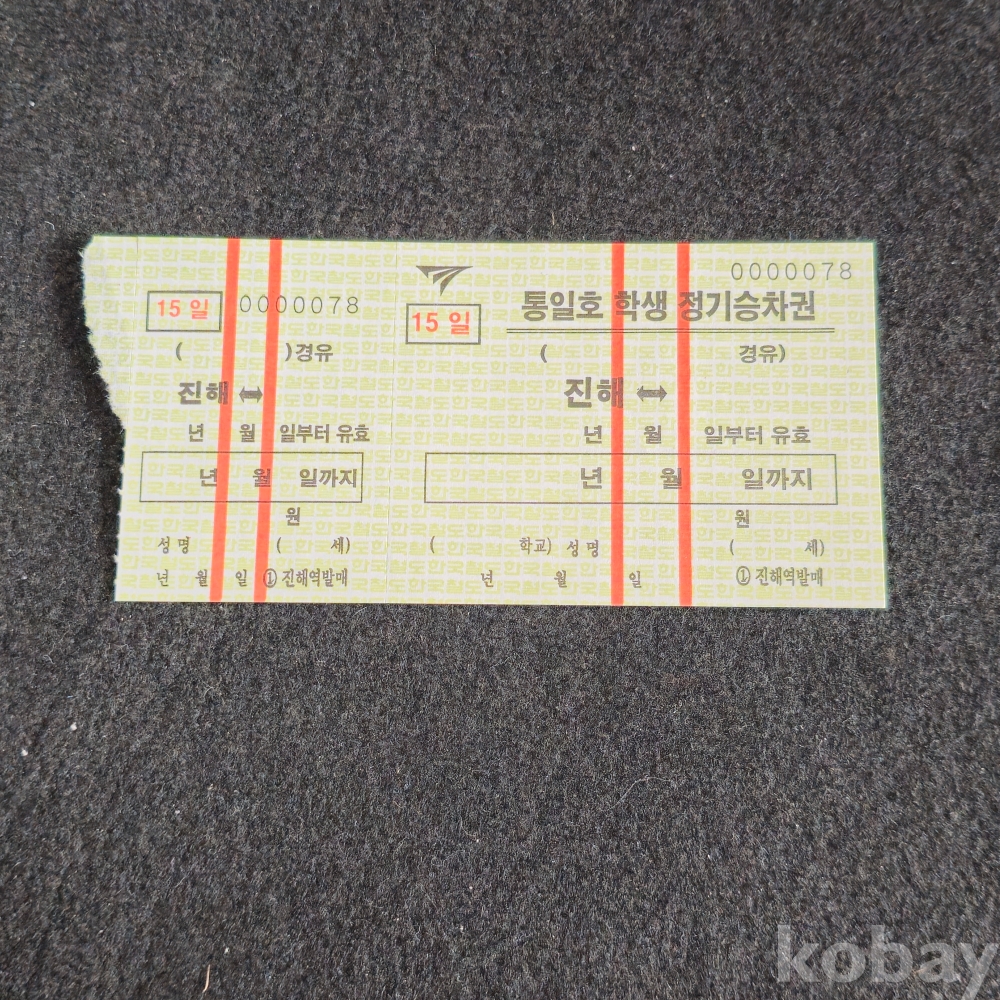 15 일 0000078
( )경유
진해 ↔
년 월 일부터 유효
년 월 일까지
원
성명 ( 세)
년 월 일 ①진해역발매
0000078
15 일 통일호 학생 정기승차권
( 경유)
진해 ↔
년 월 일부터 유효
년 월 일까지
원
( 학교) 성명 ( 세)
년 월 일 ①진해역발매
한국철도
kobay